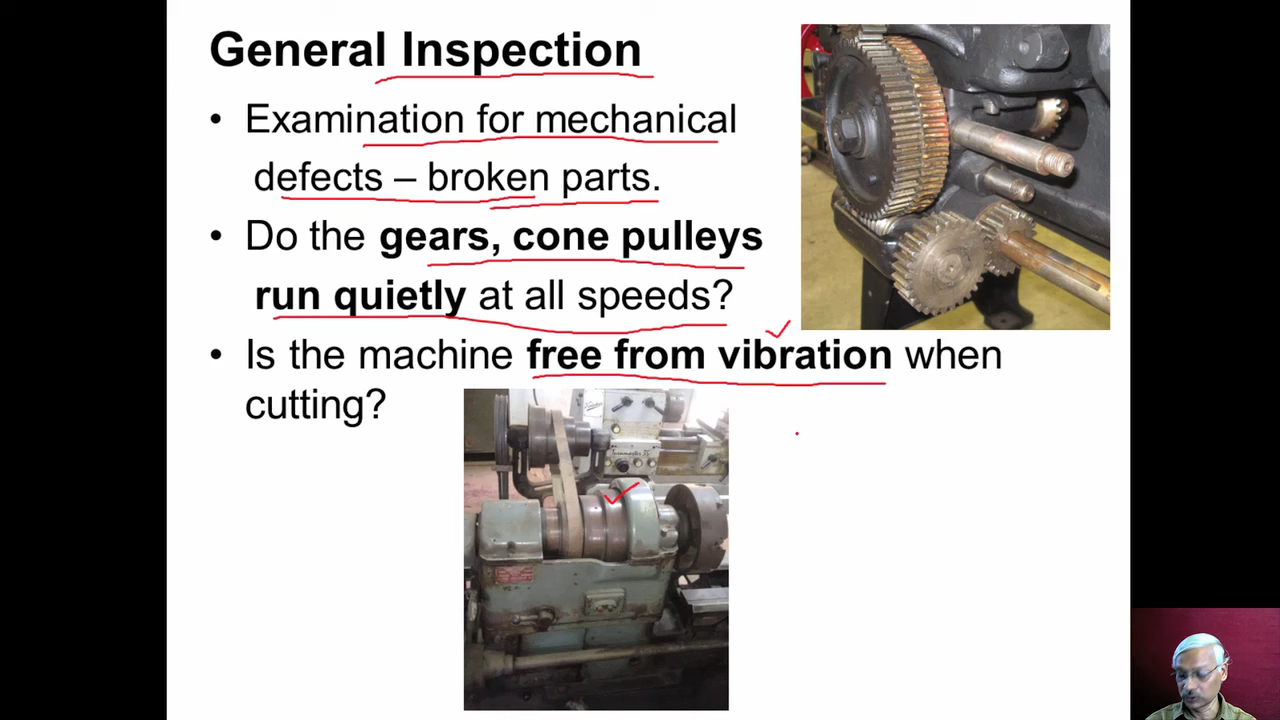 General Inspection
• Examination for mechanical
defects – broken parts.
• Do the gears, cone pulleys
run quietly at all speeds?
• Is the machine free from vibration when
cutting?